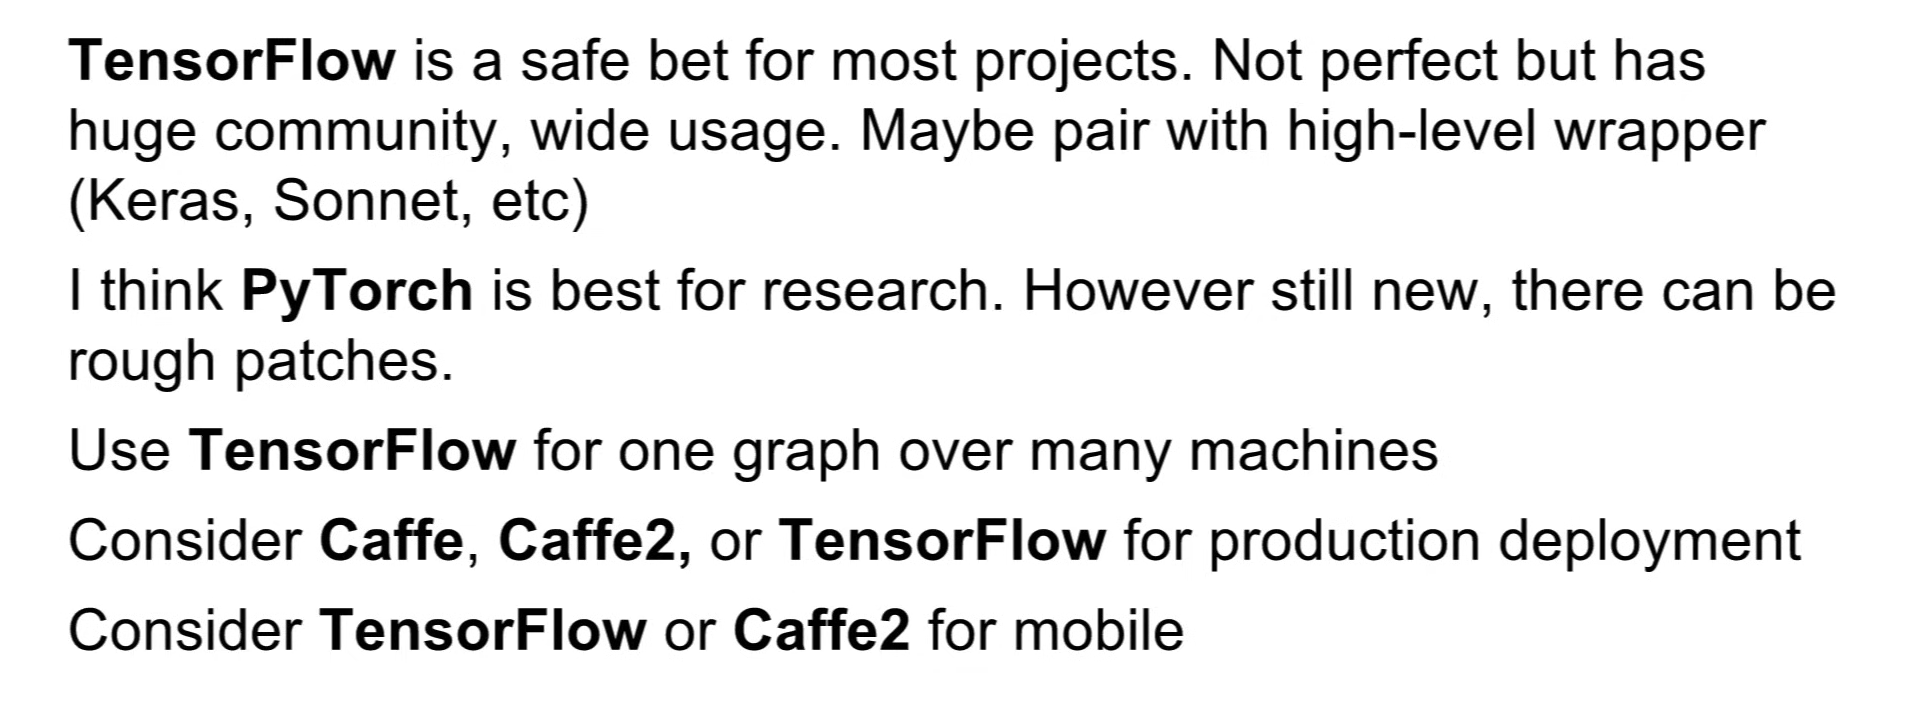 TensorFlow is a safe bet for most projects. Not perfect but has
huge community, wide usage. Maybe pair with high-level wrapper
(Keras, Sonnet, etc)
I think PyTorch is best for research. However still new, there can be
rough patches.
Use TensorFlow for one graph over many machines
Consider Caffe, Caffe2, or TensorFlow for production deployment
Consider TensorFlow or Caffe2 for mobile